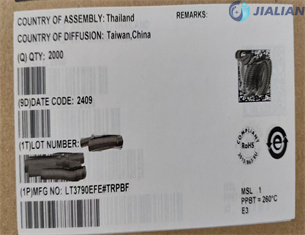 JIALIAN
COUNTRY OF ASSEMBLY: Thailand
REMARKS:
COUNTRY OF DIFFUSION: Taiwan,China
(Q) QTY: 2000
(9D)DATE CODE: 2409
(1T)LOT NUMBER:
RoHS
(1P)MFG NO: LT3790EFE#TRPBF
MSL 1
PPBT = 260°C
E3